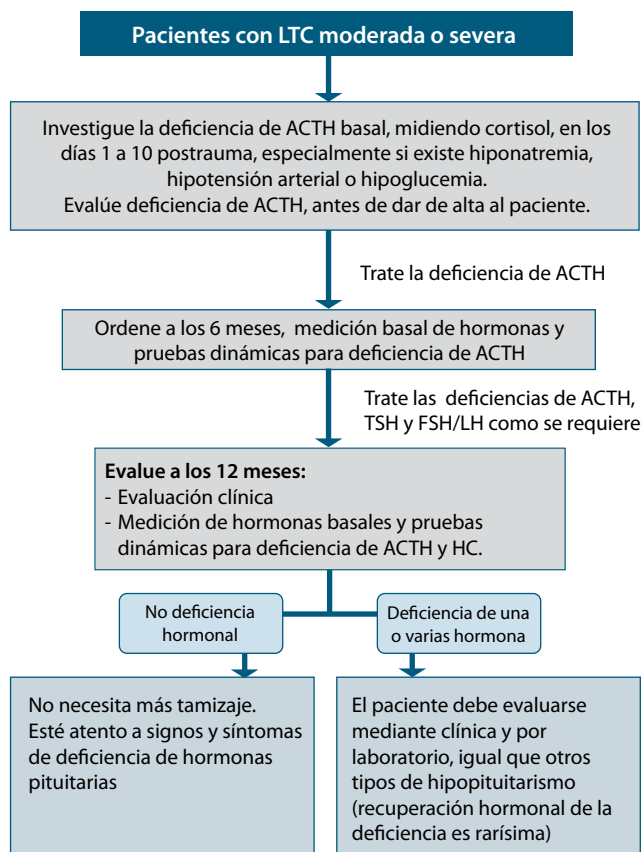 Pacientes con LTC moderada o severa
Investigue la deficiencia de ACTH basal, midiendo cortisol, en los
días 1 a 10 postrauma, especialmente si existe hiponatremia,
hipotensión arterial o hipoglucemia.
Evalúe deficiencia de ACTH, antes de dar de alta al paciente.
Trate la deficiencia de ACTH
Ordene a los 6 meses, medición basal de hormonas y
pruebas dinámicas para deficiencia de ACTH
Trate las deficiencias de ACTH,
TSH y FSH/LH como se requiere
Evalue a los 12 meses:
- Evaluación clínica
- Medición de hormonas basales y pruebas
dinámicas para deficiencia de ACTH y HC.
No deficiencia
hormonal
Deficiencia de una
o varias hormona
No necesita más tamizaje.
Esté atento a signos y síntomas
de deficiencia de hormonas
pituitarias
El paciente debe evaluarse
mediante clínica y por
laboratorio, igual que otros
tipos de hipopituitarismo
(recuperación hormonal de la
deficiencia es rarísima)